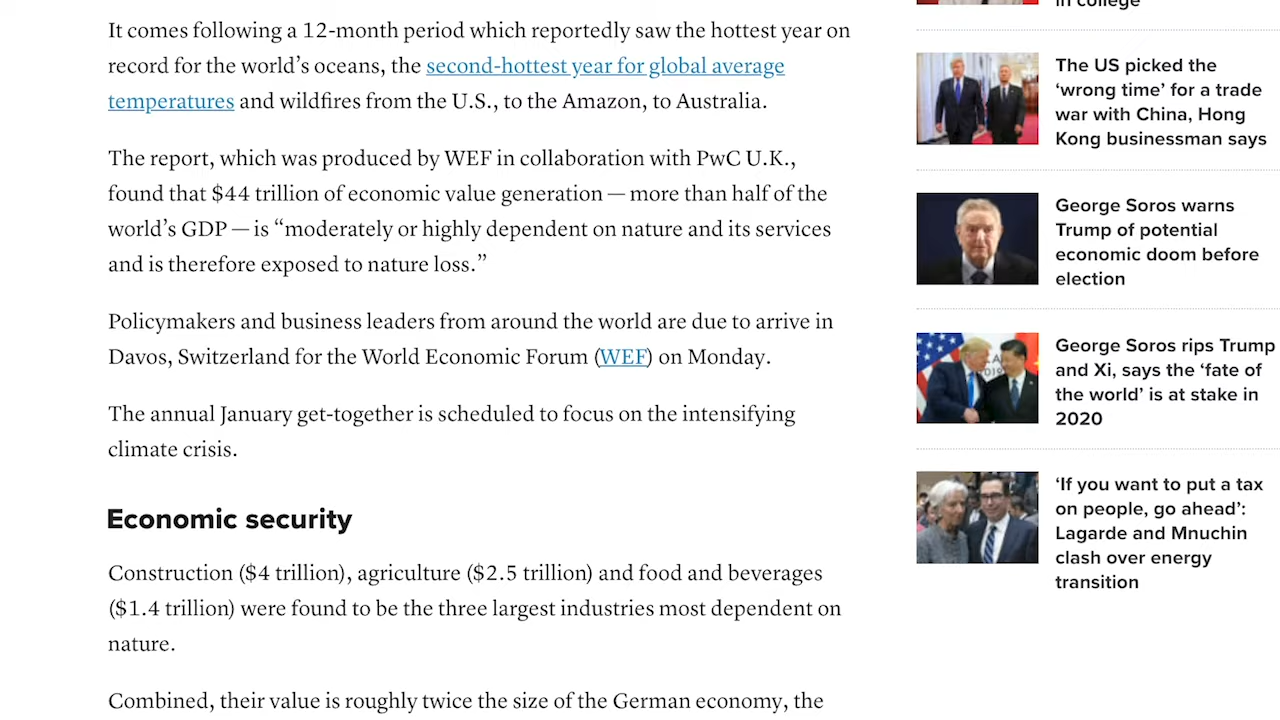 It comes following a 12-month period which reportedly saw the hottest year on
record for the world’s oceans, the second-hottest year for global average
temperatures and wildfires from the U.S., to the Amazon, to Australia.
The report, which was produced by WEF in collaboration with PwC U.K.,
found that $44 trillion of economic value generation — more than half of the
world’s GDP — is “moderately or highly dependent on nature and its services
and is therefore exposed to nature loss.”
Policymakers and business leaders from around the world are due to arrive in
Davos, Switzerland for the World Economic Forum (WEF) on Monday.
The annual January get-together is scheduled to focus on the intensifying
climate crisis.
Economic security
Construction ($4 trillion), agriculture ($2.5 trillion) and food and beverages
($1.4 trillion) were found to be the three largest industries most dependent on
nature.
Combined, their value is roughly twice the size of the German economy, the
in college
The US picked the
‘wrong time’ for a trade
war with China, Hong
Kong businessman says
George Soros warns
Trump of potential
economic doom before
election
George Soros rips Trump
and Xi, says the ‘fate of
the world’ is at stake in
2020
‘If you want to put a tax
on people, go ahead’:
Lagarde and Mnuchin
clash over energy
transition